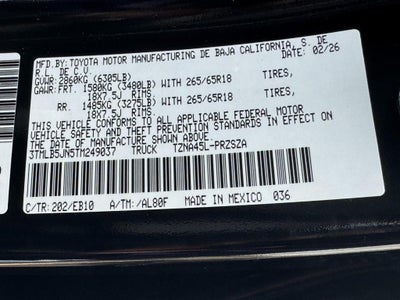 MFD.BY:TOYOTA MOTOR MANUFACTURING DE BAJA CALIFORNIA, S. DE
R.L. DE C.V. 02/26
GVWR: 2860KG (6305LB)
GAWR: FRT. 1580KG (3480LB) WITH 265/65R18 TIRES,
18X7.5J RIMS
RR. 1485KG (3275LB) WITH 265/65R18 TIRES,
18X7.5J RIMS
THIS VEHICLE CONFORMS TO ALL APPLICABLE FEDERAL MOTOR
VEHICLE SAFETY AND THEFT PREVENTION STANDARDS IN EFFECT ON
THE DATE OF MANUFACTURE SHOWN ABOVE.
3TMLB5JN5TM249037 TRUCK TZNA45L-PRZSZA
C/TR: 202/EB10 A/TM: /AL80F MADE IN MEXICO 036